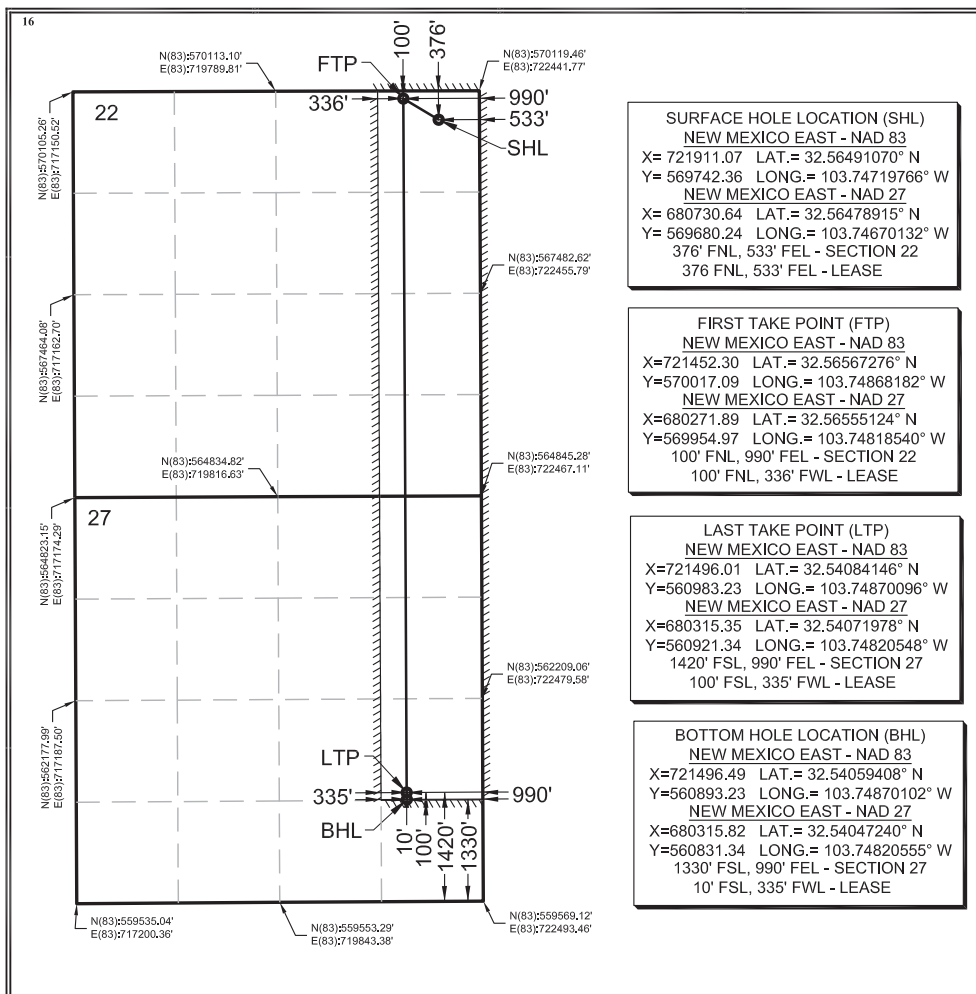 16
N(83):570113.10'
E(83):719789.81'
100'
376'
N(83):570119.46'
E(83):722441.77'
FTP
336'
990'
533'
SHL
22
N(83):570105.26'
E(83):717150.52'
N(83):567482.62'
E(83):722455.79'
N(83):567464.08'
E(83):717162.70'
N(83):564834.82'
E(83):719816.63'
N(83):564845.28'
E(83):722467.11'
27
N(83):564823.15'
E(83):717174.29'
N(83):562209.06'
E(83):722479.58'
N(83):562177.99'
E(83):717187.50'
LTP
335'
990'
BHL
10'
100'
1420'
1330'
N(83):559535.04'
E(83):717200.36'
N(83):559553.29'
E(83):719843.38'
N(83):559569.12'
E(83):722493.46'
SURFACE HOLE LOCATION (SHL)
NEW MEXICO EAST - NAD 83
X= 721911.07 LAT.= 32.56491070° N
Y= 569742.36 LONG.= 103.74719766° W
NEW MEXICO EAST - NAD 27
X= 680730.64 LAT.= 32.56478915° N
Y= 569680.24 LONG.= 103.74670132° W
376' FNL, 533' FEL - SECTION 22
376 FNL, 533' FEL - LEASE
FIRST TAKE POINT (FTP)
NEW MEXICO EAST - NAD 83
X=721452.30 LAT.= 32.56567276° N
Y=570017.09 LONG.= 103.74868182° W
NEW MEXICO EAST - NAD 27
X=680271.89 LAT.= 32.56555124° N
Y=569954.97 LONG.= 103.74818540° W
100' FNL, 990' FEL - SECTION 22
100' FNL, 336' FWL - LEASE
LAST TAKE POINT (LTP)
NEW MEXICO EAST - NAD 83
X=721496.01 LAT.= 32.54084146° N
Y=560983.23 LONG.= 103.74870096° W
NEW MEXICO EAST - NAD 27
X=680315.35 LAT.= 32.54071978° N
Y=560921.34 LONG.= 103.74820548° W
1420' FSL, 990' FEL - SECTION 27
100' FSL, 335' FWL - LEASE
BOTTOM HOLE LOCATION (BHL)
NEW MEXICO EAST - NAD 83
X=721496.49 LAT.= 32.54059408° N
Y=560893.23 LONG.= 103.74870102° W
NEW MEXICO EAST - NAD 27
X=680315.82 LAT.= 32.54047240° N
Y=560831.34 LONG.= 103.74820555° W
1330' FSL, 990' FEL - SECTION 27
10' FSL, 335' FWL - LEASE